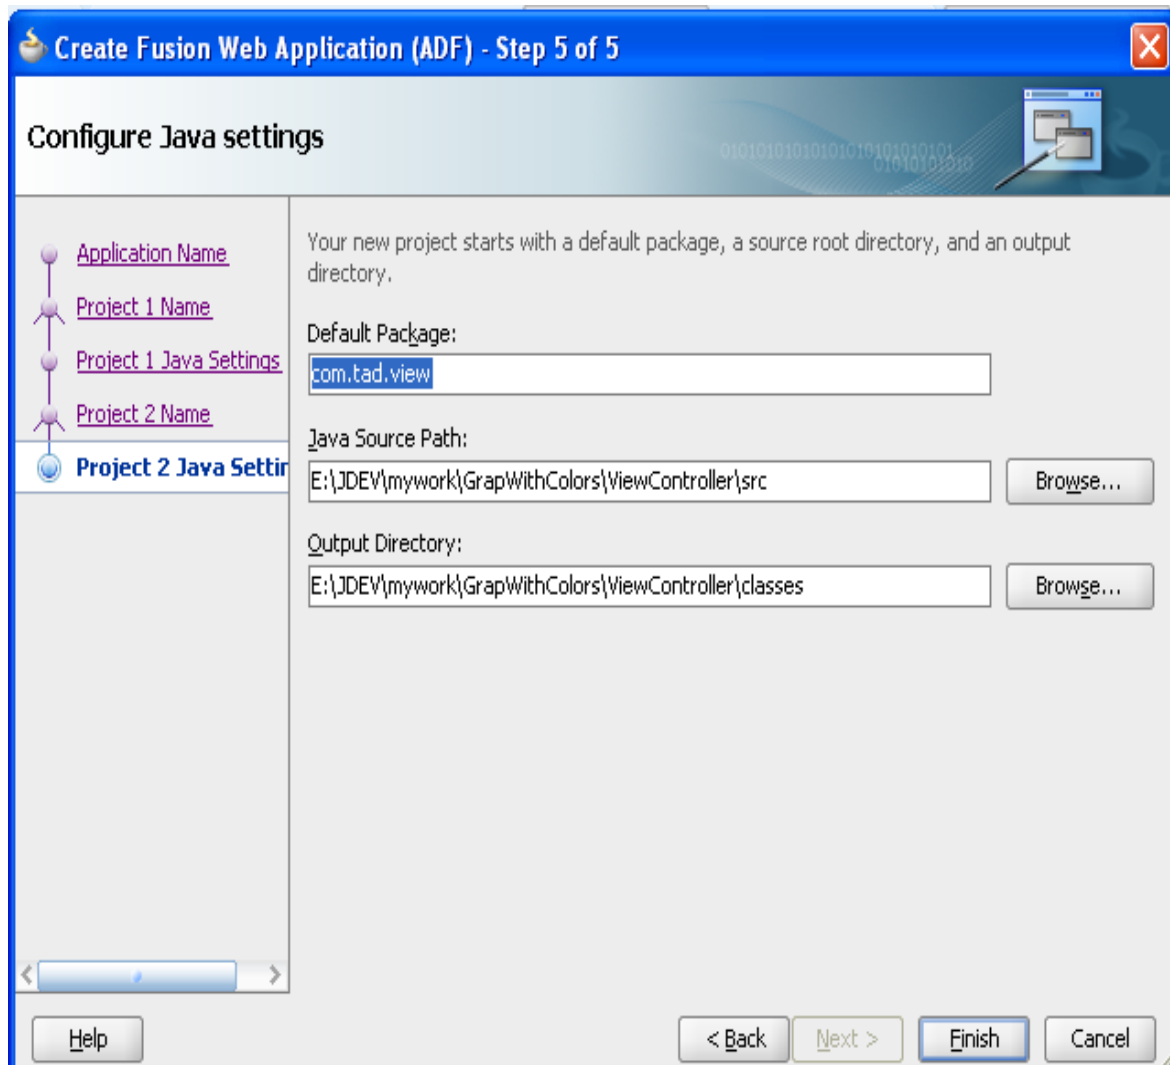 Create Fusion Web Application (ADF) - Step 5 of 5
Configure Java settings
0101010101010101010101010101
01010101010
Application Name
Project 1 Name
Project 1 Java Settings
Project 2 Name
Project 2 Java Settin
Your new project starts with a default package, a source root directory, and an output
directory.
Default Package:
com.tad.view
Java Source Path:
E:\JDEV\mywork\GrapWithColors\ViewController\src
Browse...
Output Directory:
E:\JDEV\mywork\GrapWithColors\ViewController\classes
Browse...
Help
< Back
Next >
Finish
Cancel